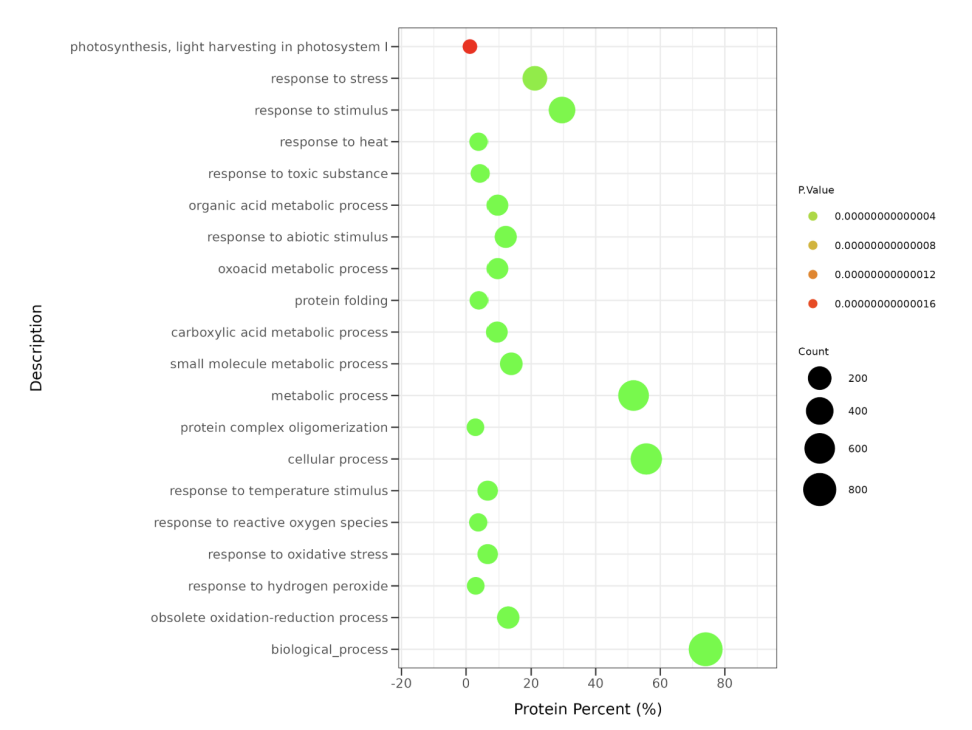 photosynthesis, light harvesting in photosystem I
response to stress
response to stimulus
response to heat
response to toxic substance
organic acid metabolic process
response to abiotic stimulus
oxoacid metabolic process
protein folding
carboxylic acid metabolic process
small molecule metabolic process
metabolic process
protein complex oligomerization
cellular process
response to temperature stimulus
response to reactive oxygen species
response to oxidative stress
response to hydrogen peroxide
obsolete oxidation-reduction process
biological_process
Description
-20 0 20 40 60 80
Protein Percent (%)
P.Value
0.00000000000004
0.00000000000008
0.00000000000012
0.00000000000016
Count
200
400
600
800